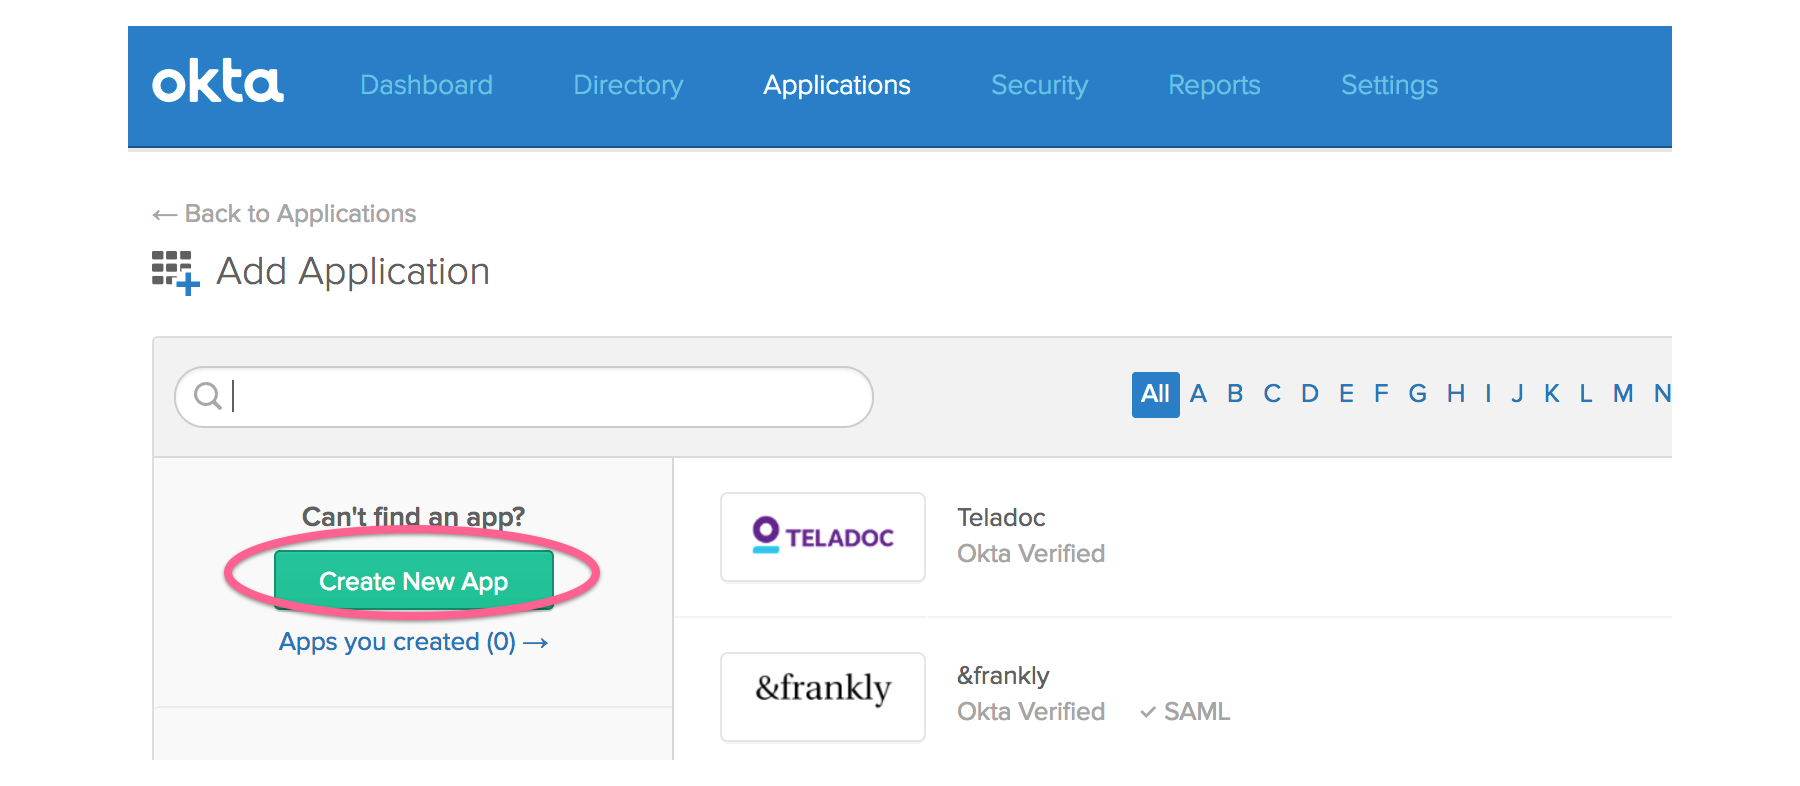 okta Dashboard Directory Applications Security Reports Settings
← Back to Applications
Add Application
All A B C D E F G H I J K L M N
Can't find an app?
Create New App
Apps you created (0) →
TELADOC
Teladoc
Okta Verified
&frankly
&frankly
Okta Verified ✓ SAML